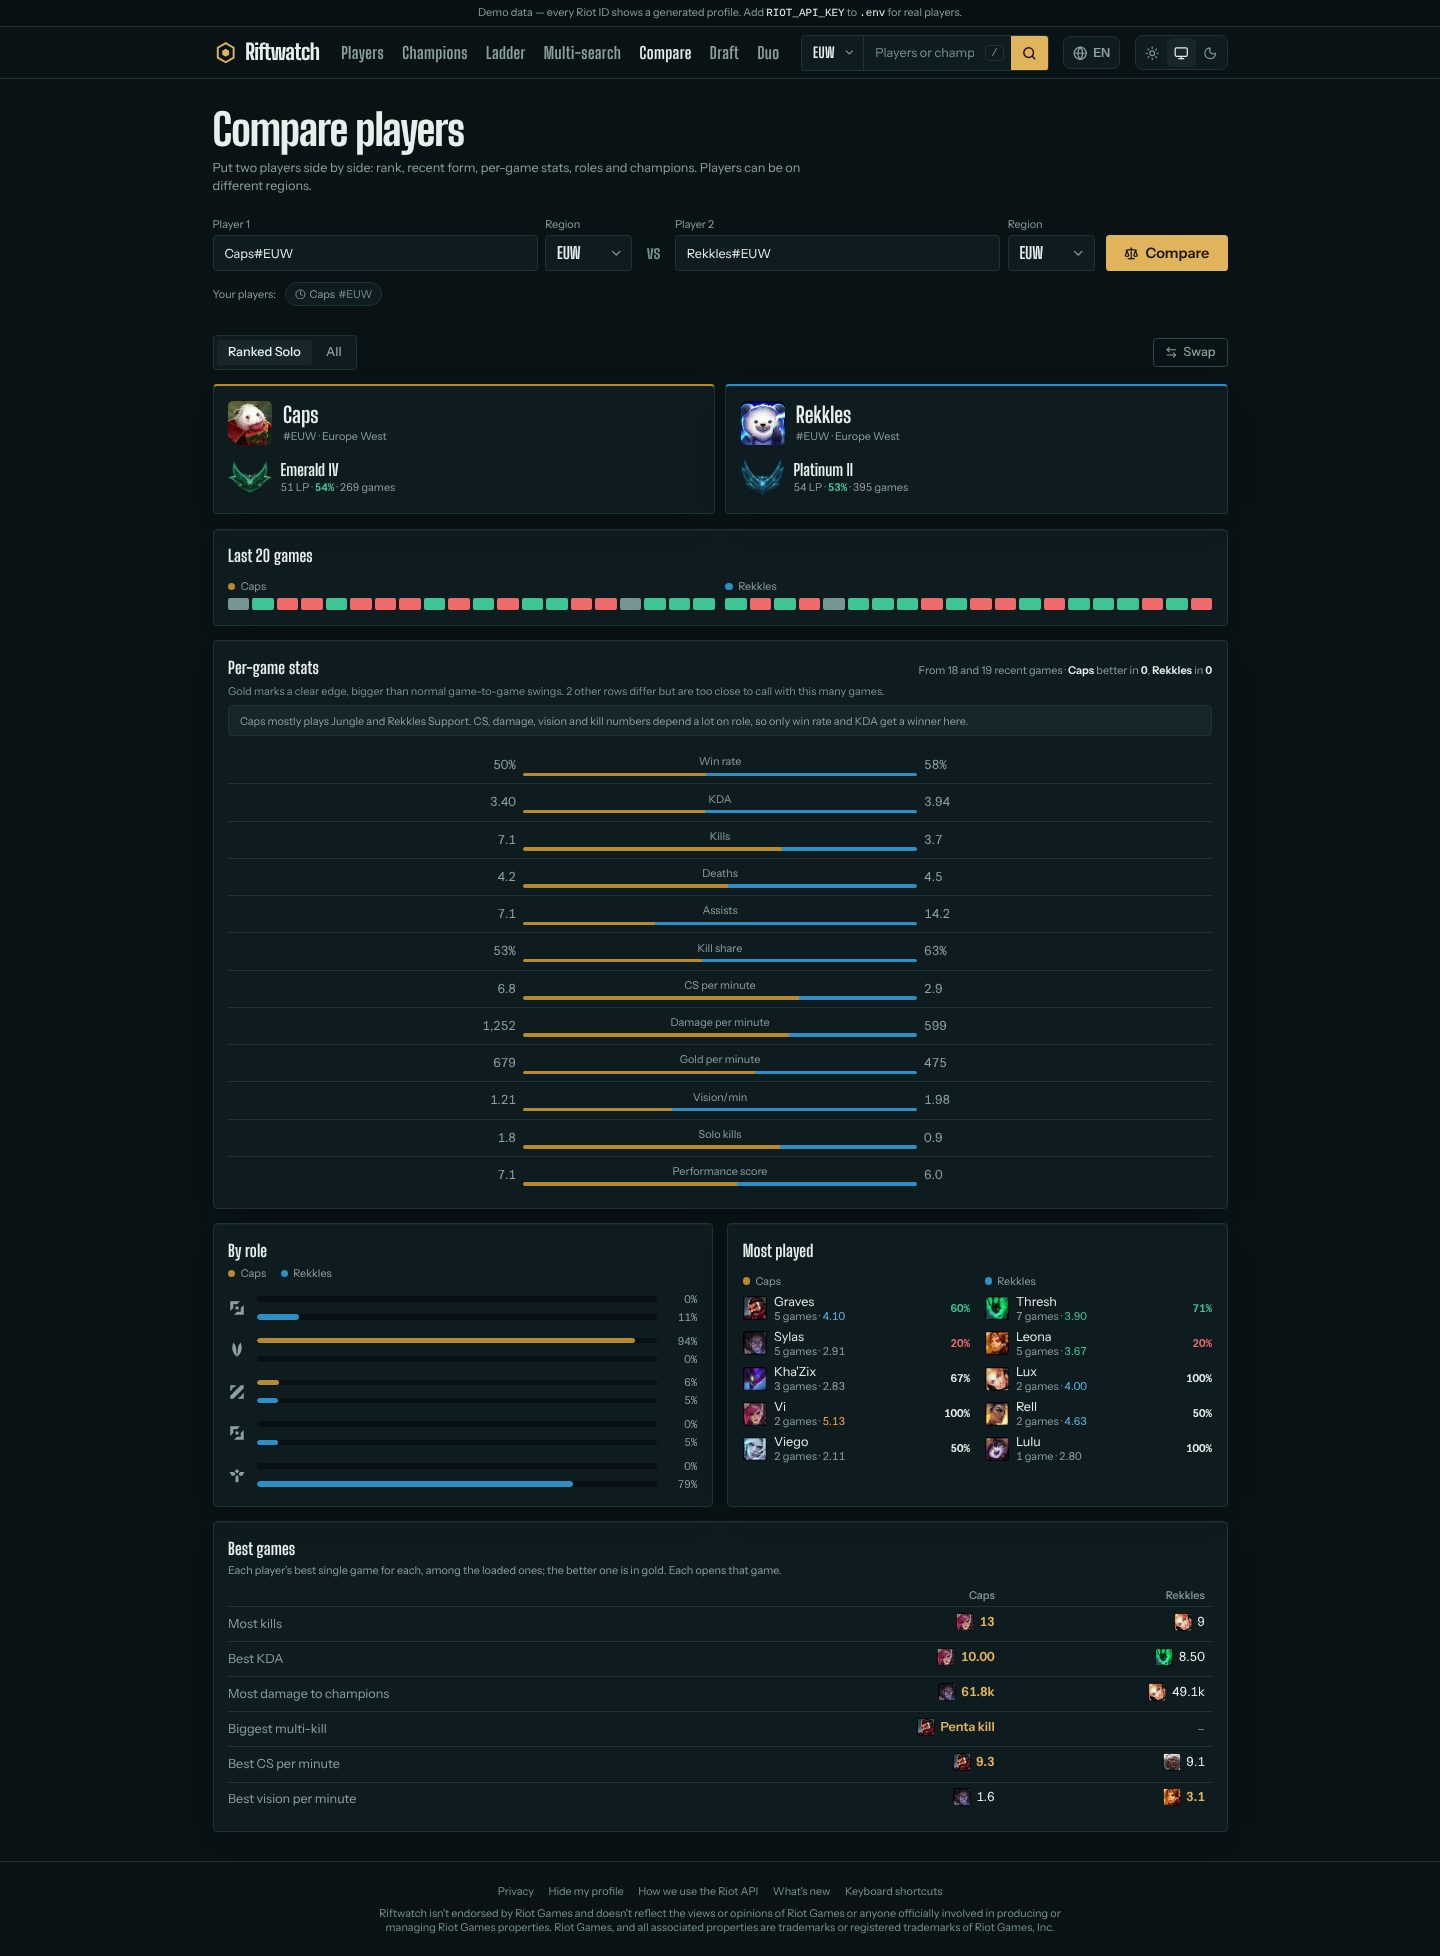 Demo data — every Riot ID shows a generated profile. Add RIOT_API_KEY to .env for real players.
Riftwatch Players Champions Ladder Multi-search Compare Draft Duo EUW Players or champ / EN
Compare players
Put two players side by side: rank, recent form, per-game stats, roles and champions. Players can be on
different regions.
Player 1 Region Player 2 Region
Caps#EUW EUW VS Rekkles#EUW EUW Compare
Your players: Caps #EUW
Ranked Solo All Swap
Caps
#EUW · Europe West
Emerald IV
51 LP · 54% · 269 games
Rekkles
#EUW · Europe West
Platinum II
54 LP · 53% · 395 games
Last 20 games
Caps Rekkles
Per-game stats
From 18 and 19 recent games · Caps better in 0, Rekkles in 0
Gold marks a clear edge, bigger than normal game-to-game swings. 2 other rows differ but are too close to call with this many games.
Caps mostly plays Jungle and Rekkles Support. CS, damage, vision and kill numbers depend a lot on role, so only win rate and KDA get a winner here.
50% Win rate 58%
3.40 KDA 3.94
7.1 Kills 3.7
4.2 Deaths 4.5
7.1 Assists 14.2
53% Kill share 63%
6.8 CS per minute 2.9
1,252 Damage per minute 599
679 Gold per minute 475
1.21 Vision/min 1.98
1.8 Solo kills 0.9
7.1 Performance score 6.0
By role
Caps Rekkles
0%
11%
94%
0%
6%
5%
0%
5%
0%
79%
Most played
Caps
Graves
5 games · 4.10 60%
Sylas
5 games · 2.91 20%
Kha'Zix
3 games · 2.83 67%
Vi
2 games · 5.13 100%
Viego
2 games · 2.11 50%
Rekkles
Thresh
7 games · 3.90 71%
Leona
5 games · 3.67 20%
Lux
2 games · 4.00 100%
Rell
2 games · 4.63 50%
Lulu
1 game · 2.80 100%
Best games
Each player's best single game for each, among the loaded ones; the better one is in gold. Each opens that game.
Caps Rekkles
Most kills 13 9
Best KDA 10.00 8.50
Most damage to champions 61.8k 49.1k
Biggest multi-kill Penta kill –
Best CS per minute 9.3 9.1
Best vision per minute 1.6 3.1
Privacy Hide my profile How we use the Riot API What's new Keyboard shortcuts
Riftwatch isn't endorsed by Riot Games and doesn't reflect the views or opinions of Riot Games or anyone officially involved in producing or
managing Riot Games properties. Riot Games, and all associated properties are trademarks or registered trademarks of Riot Games, Inc.